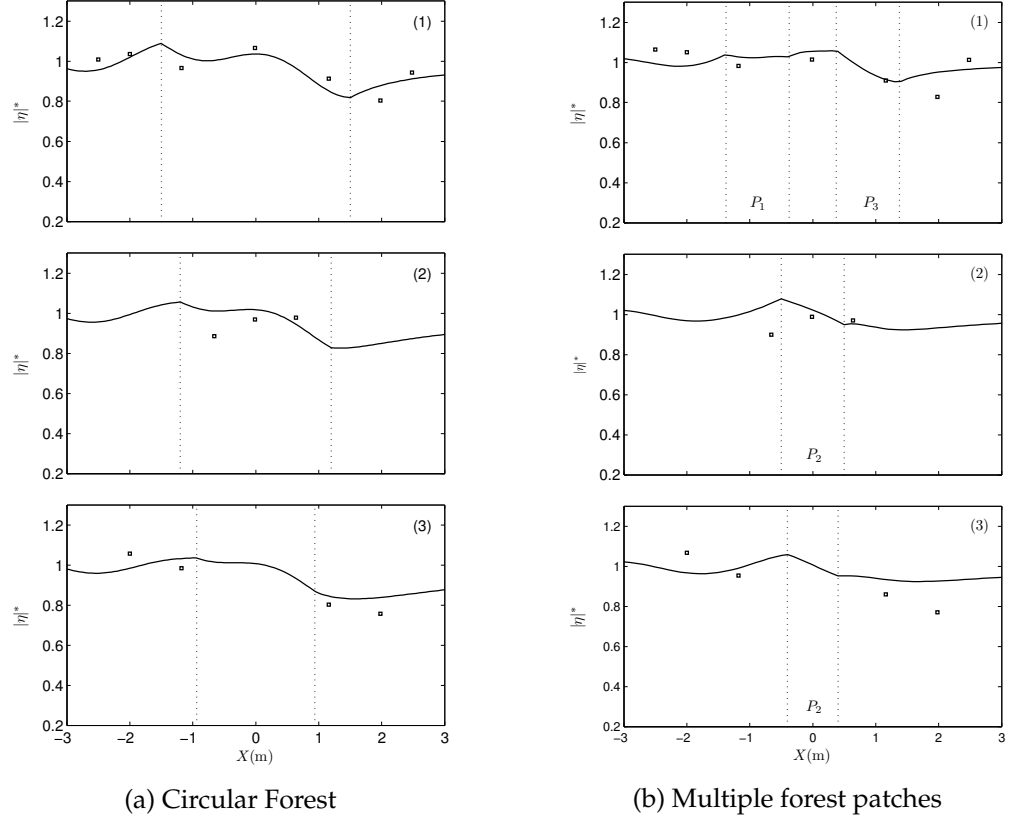 (1)
1.2
1
0.8
0.6
0.4
0.2
|η|*
(2)
1.2
1
0.8
0.6
0.4
0.2
|η|*
(3)
1.2
1
0.8
0.6
0.4
0.2
|η|*
−3 −2 −1 0 1 2 3
X(m)
(a) Circular Forest
(1)
1.2
1
0.8
0.6
0.4
0.2
|η|*
P₁ P₃
(2)
1.2
1
0.8
0.6
0.4
0.2
|η|*
P₂
(3)
1.2
1
0.8
0.6
0.4
0.2
|η|*
P₂
−3 −2 −1 0 1 2 3
X(m)
(b) Multiple forest patches